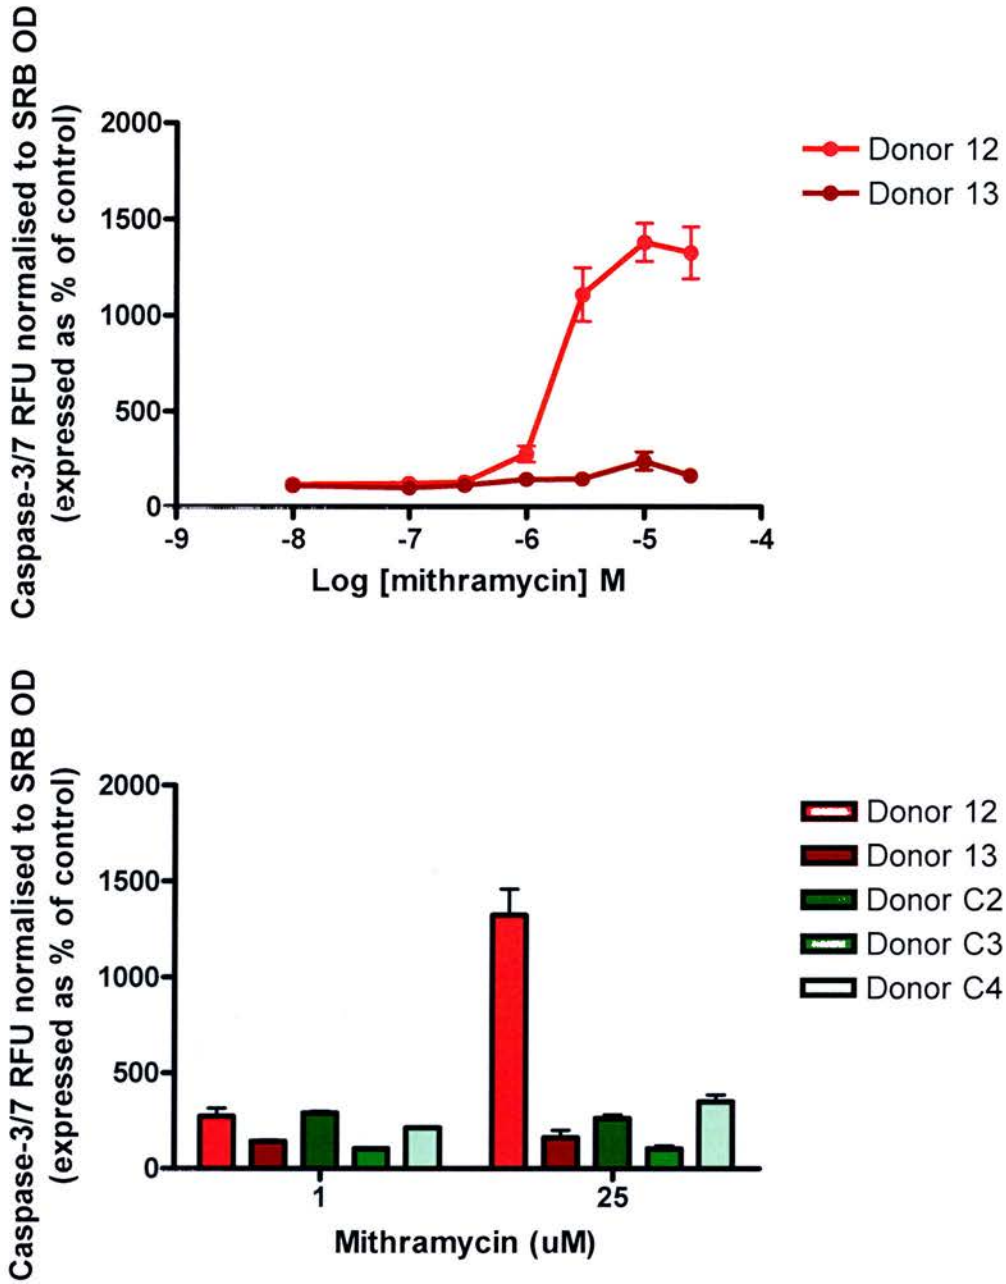 Caspase-3/7 RFU normalised to SRB OD
(expressed as % of control)
2000
1500
1000
500
0
-9 -8 -7 -6 -5 -4
Log [mithramycin] M
Donor 12
Donor 13
Caspase-3/7 RFU normalised to SRB OD
(expressed as % of control)
2000
1500
1000
500
0
1 25
Mithramycin (uM)
Donor 12
Donor 13
Donor C2
Donor C3
Donor C4